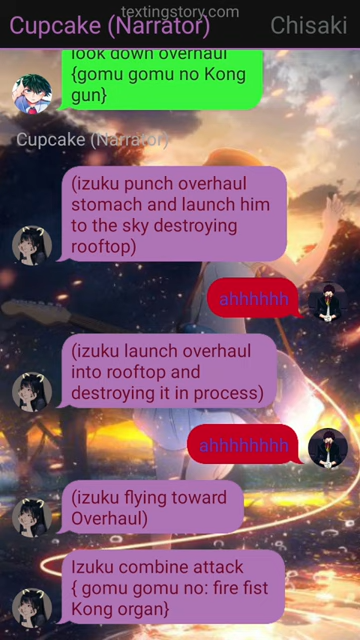 textingstory.com
Cupcake (Narrator)
Chisaki
look down overhaul
{gomu gomu no Kong
gun}
Cupcake (Narrator)
(izuku punch overhaul
stomach and launch him
to the sky destroying
rooftop)
ahhhhhh
(izuku launch overhaul
into rooftop and
destroying it in process)
ahhhhhhhh
(izuku flying toward
Overhaul)
Izuku combine attack
{ gomu gomu no: fire fist
Kong organ}